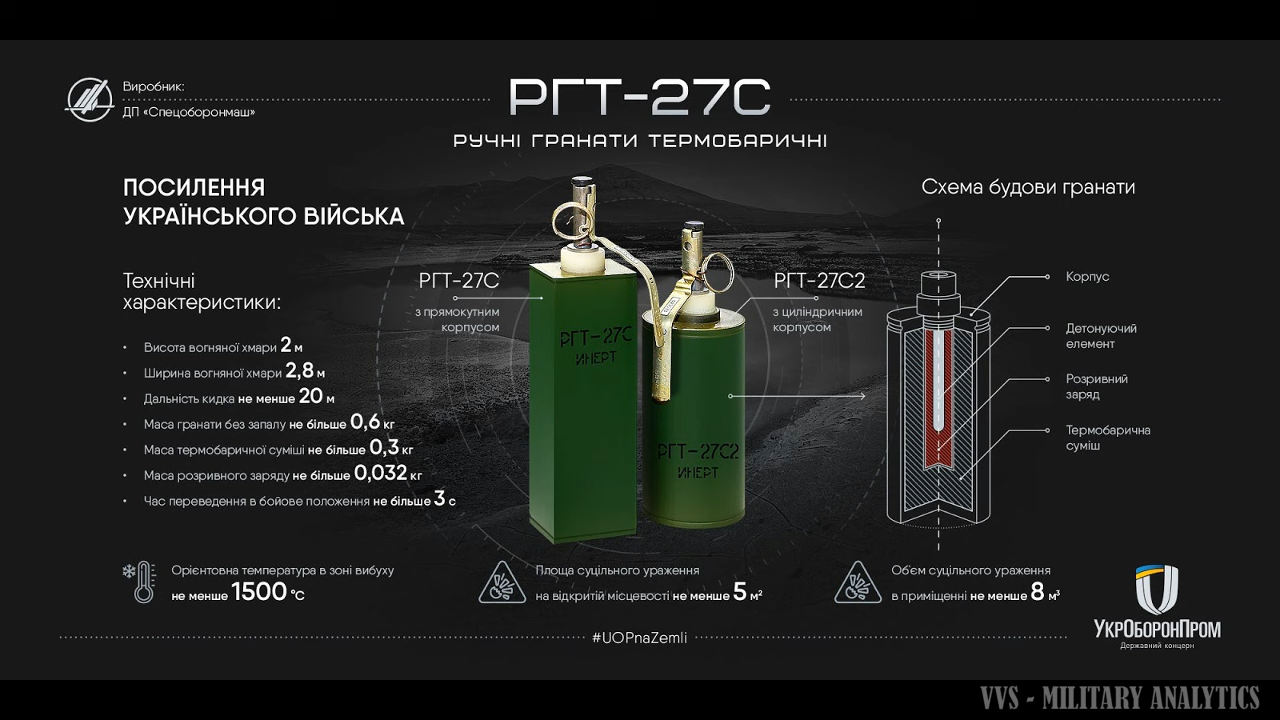 Виробник:
ДП «Спецоборонмаш»
РГТ-27С
РУЧНІ ГРАНАТИ ТЕРМОБАРИЧНІ
ПОСИЛЕННЯ
УКРАЇНСЬКОГО ВІЙСЬКА
Технічні
характеристики:
• Висота вогняної хмари 2 м
• Ширина вогняної хмари 2,8 м
• Дальність кидка не менше 20 м
• Маса гранати без запалу не більше 0,6 кг
• Маса термобаричної суміші не більше 0,3 кг
• Маса розривного заряду не більше 0,032 кг
• Час переведення в бойове положення не більше 3 с
РГТ-27С
з прямокутним
корпусом
РГТ-27С
ИНЕРТ
РГТ-27С2
з циліндричним
корпусом
РГТ-27С2
ИНЕРТ
Схема будови гранати
Корпус
Детонуючий
елемент
Розривний
заряд
Термобарична
суміш
Орієнтовна температура в зоні вибуху
не менше 1500 °C
Площа суцільного ураження
на відкритій місцевості не менше 5 м²
Об'єм суцільного ураження
в приміщенні не менше 8 м³
#UOPnaZemli
УкрОборонПром
Державний концерн
VVS - MILITARY ANALYTICS